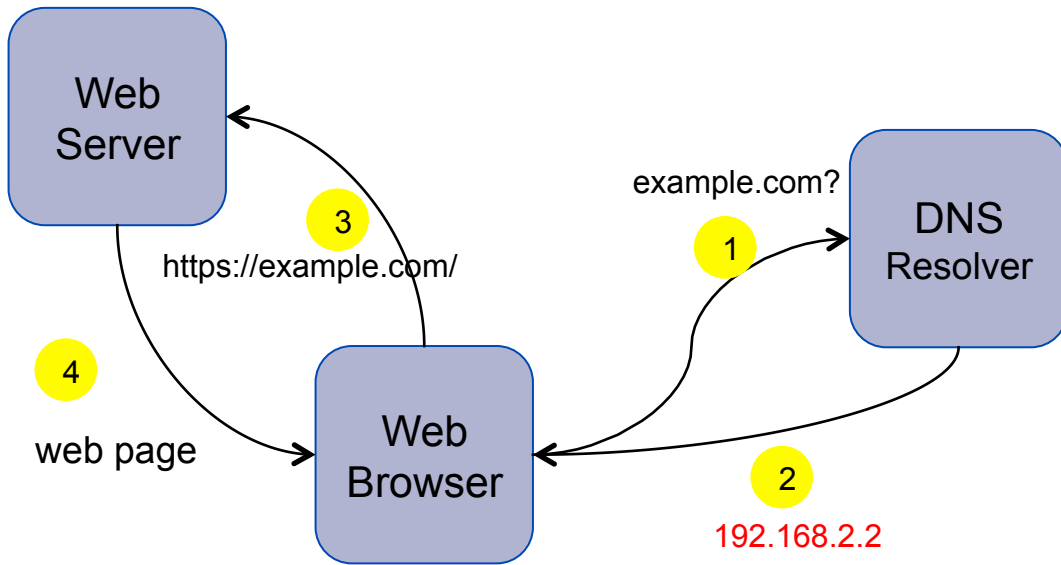 Web
Server
example.com?
DNS
Resolver
3
1
https://example.com/
4
web page
Web
Browser
2
192.168.2.2